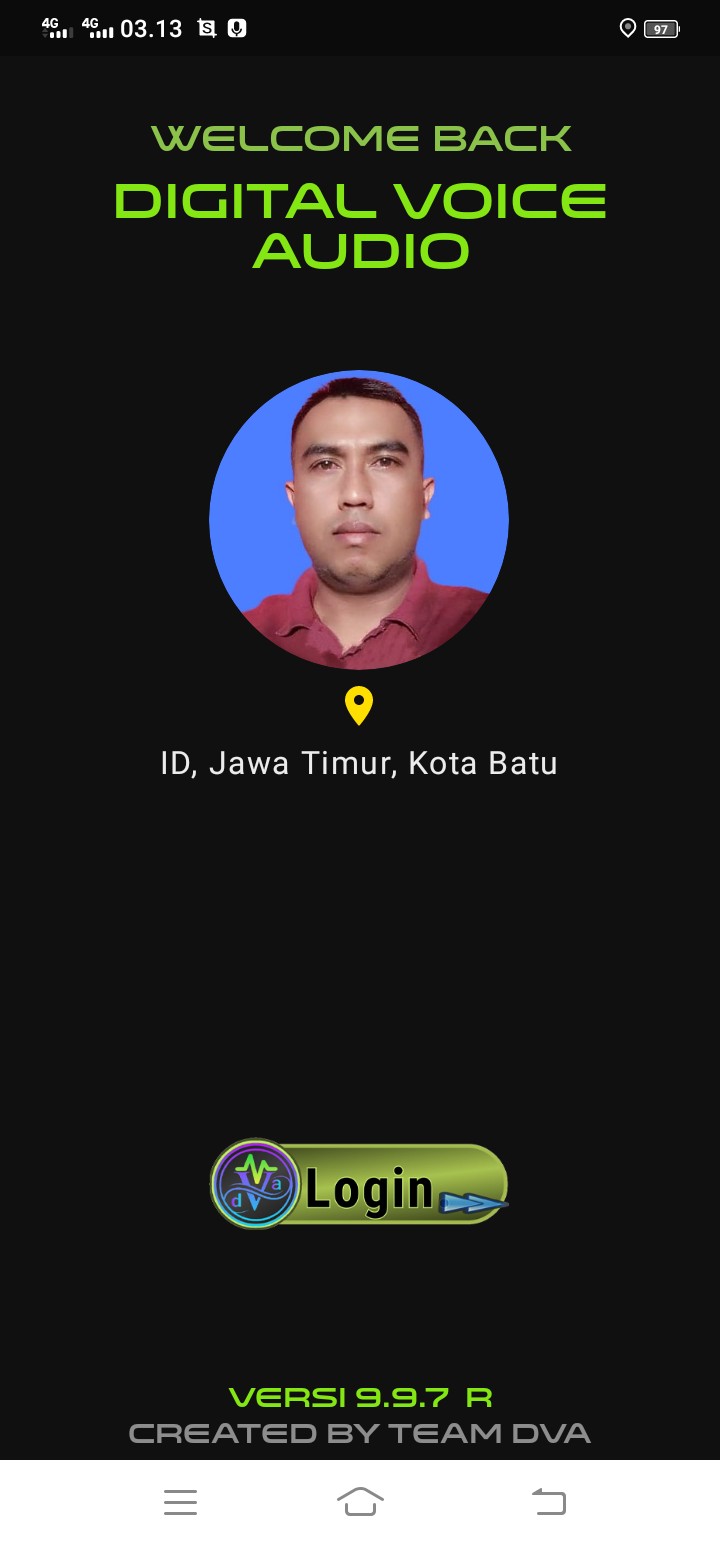 4G 4G 03.13 97
WELCOME BACK
DIGITAL VOICE
AUDIO
ID, Jawa Timur, Kota Batu
dVa Login
VERSI 9.9.7 R
CREATED BY TEAM DVA